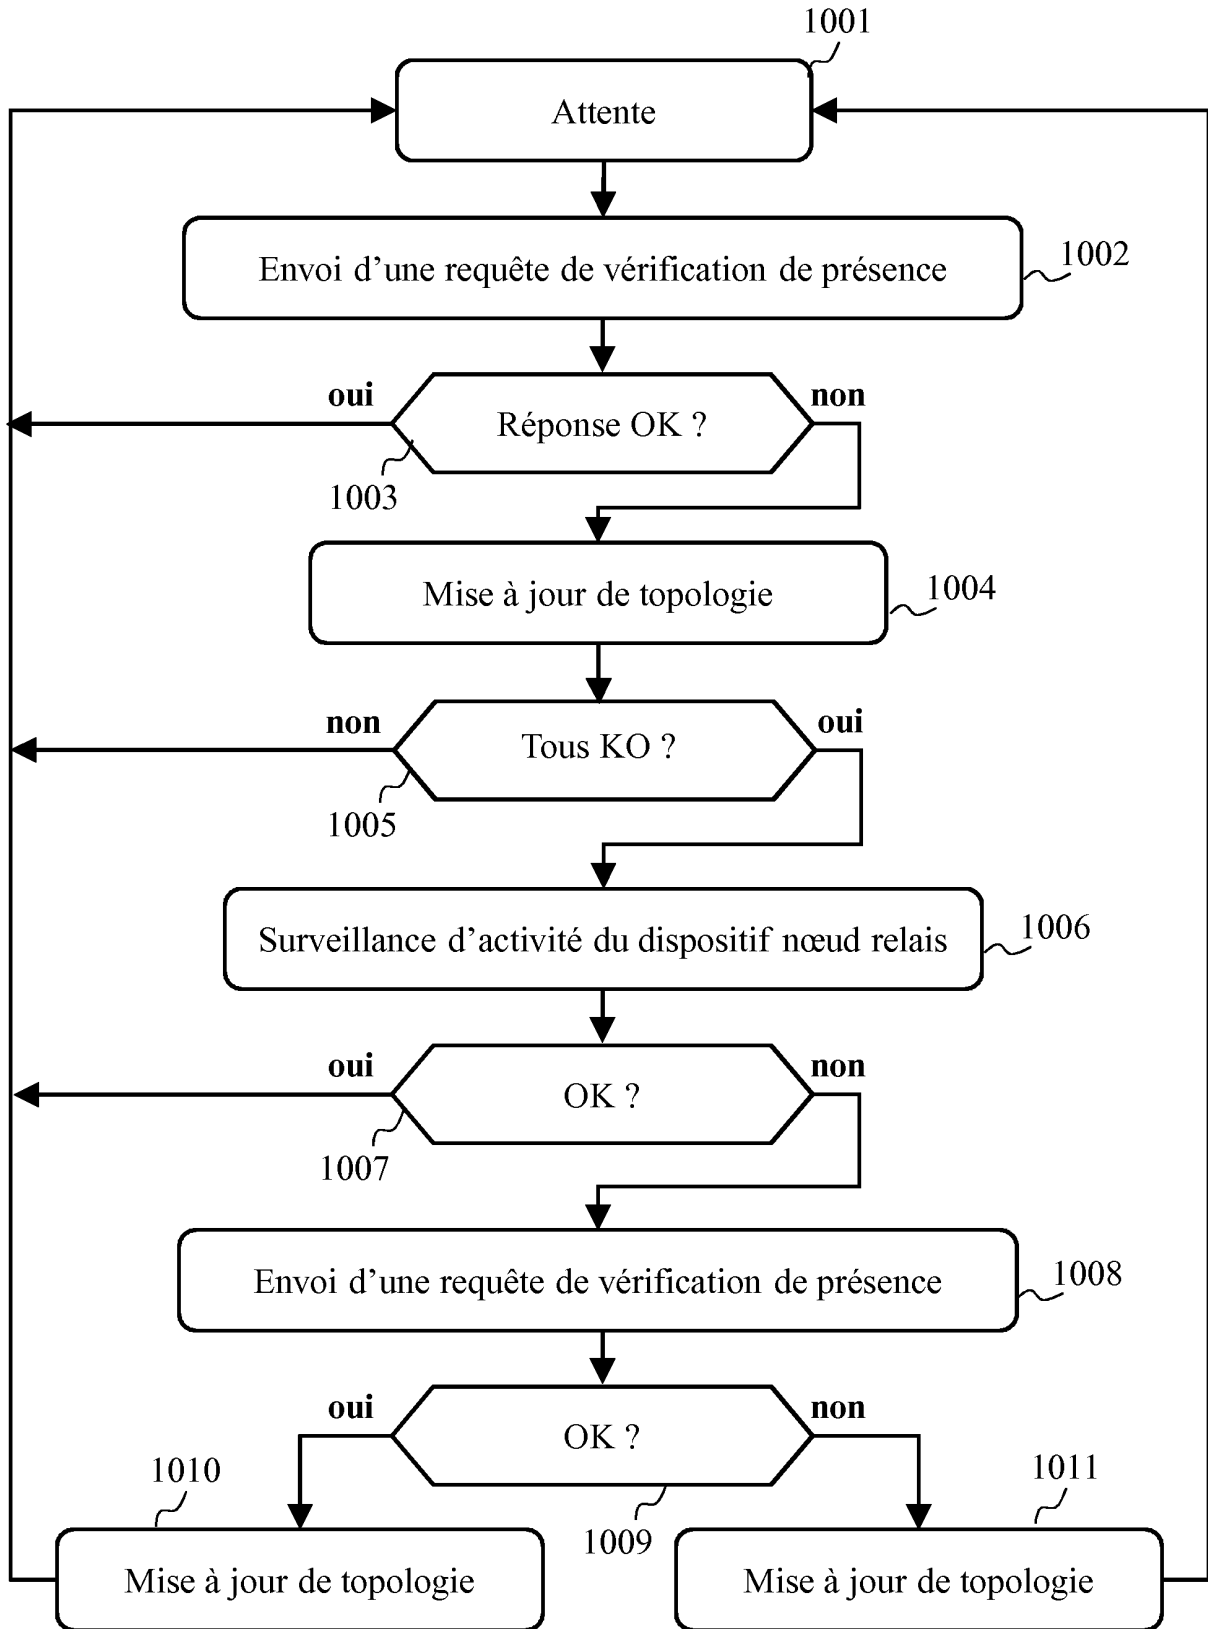 1001
Attente
Envoi d'une requête de vérification de présence
1002
oui
non
Réponse OK ?
1003
Mise à jour de topologie
1004
non
oui
Tous KO ?
1005
Surveillance d'activité du dispositif nœud relais
1006
oui
non
OK ?
1007
Envoi d'une requête de vérification de présence
1008
oui
non
OK ?
1009
1010
1011
Mise à jour de topologie
Mise à jour de topologie